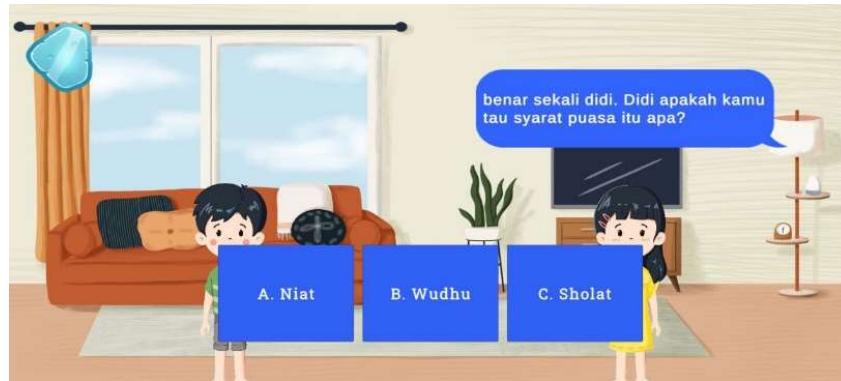 benar sekali didi. Didi apakah kamu
tau syarat puasa itu apa?
A. Niat
B. Wudhu
C. Sholat